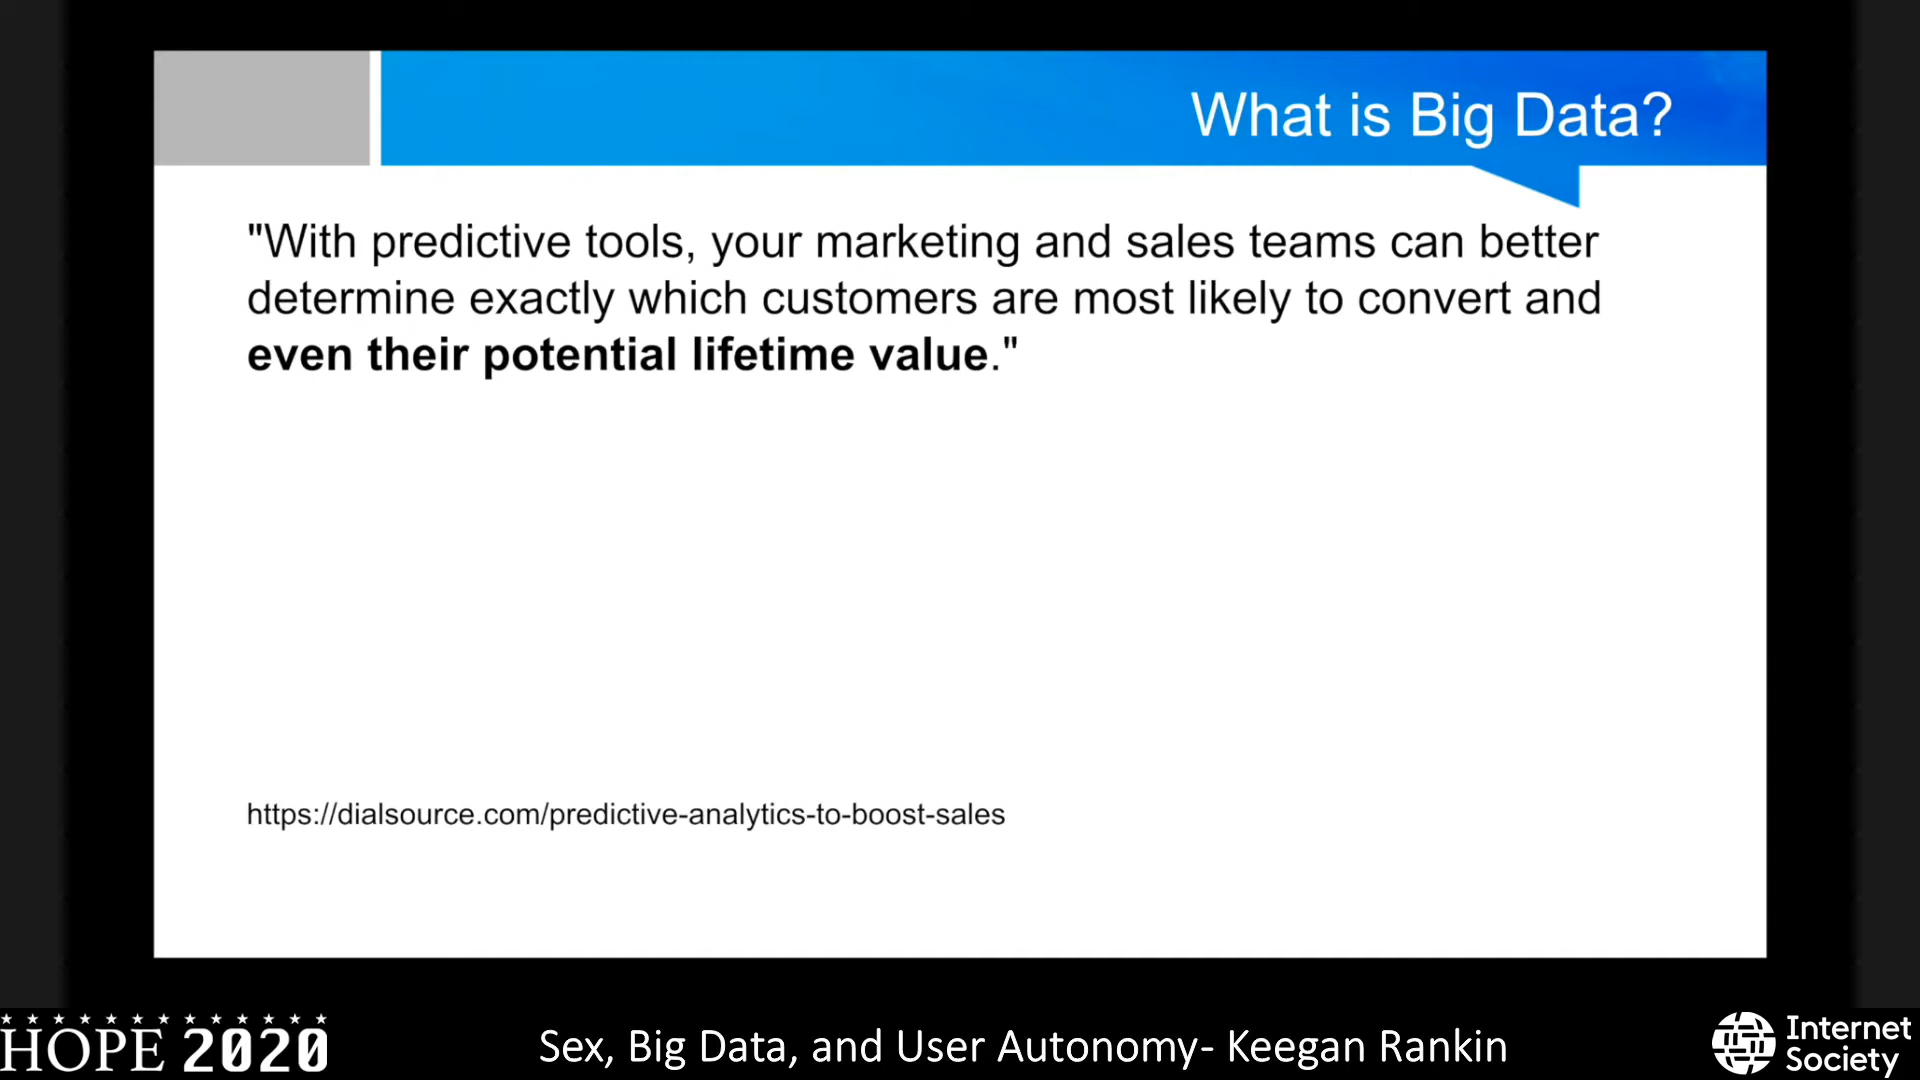 What is Big Data?
"With predictive tools, your marketing and sales teams can better
determine exactly which customers are most likely to convert and
even their potential lifetime value."
https://dialsource.com/predictive-analytics-to-boost-sales
HOPE 2020
Sex, Big Data, and User Autonomy- Keegan Rankin
Internet
Society